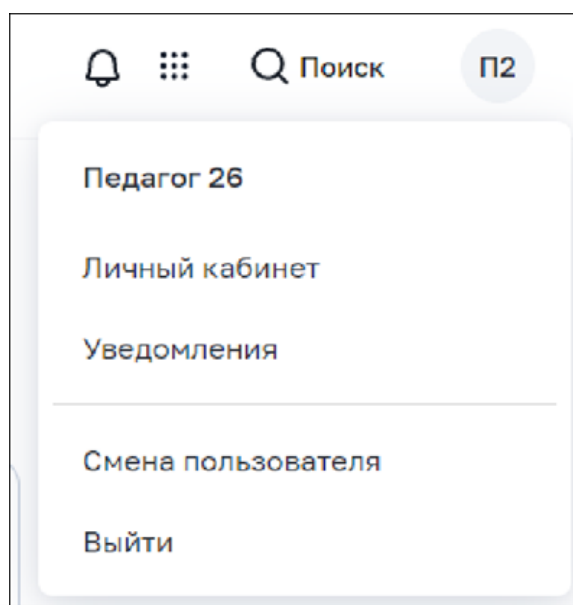 Поиск П2
Педагог 26
Личный кабинет
Уведомления
Смена пользователя
Выйти